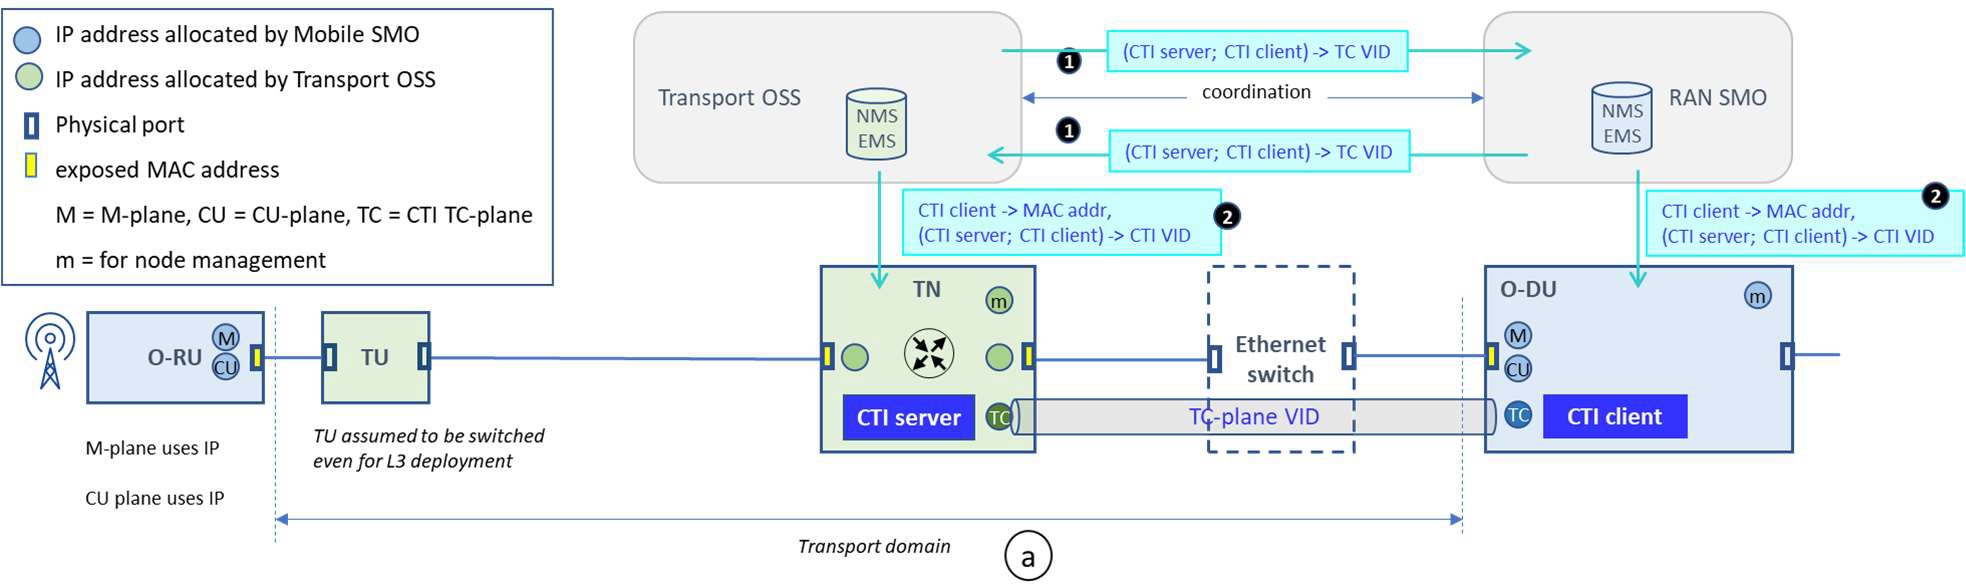 IP address allocated by Mobile SMO
IP address allocated by Transport OSS
Physical port
exposed MAC address
M = M-plane, CU = CU-plane, TC = CTI TC-plane
m = for node management
Transport OSS
NMS
EMS
1
(CTI server; CTI client) -> TC VID
coordination
1
(CTI server; CTI client) -> TC VID
RAN SMO
NMS
EMS
CTI client -> MAC addr,
(CTI server; CTI client) -> CTI VID
2
CTI client -> MAC addr,
(CTI server; CTI client) -> CTI VID
2
O-RU
M
CU
TU
TN
m
CTI server
TC
Ethernet
switch
TC-plane VID
O-DU
m
M
CU
TC
CTI client
M-plane uses IP
CU plane uses IP
TU assumed to be switched
even for L3 deployment
Transport domain
a